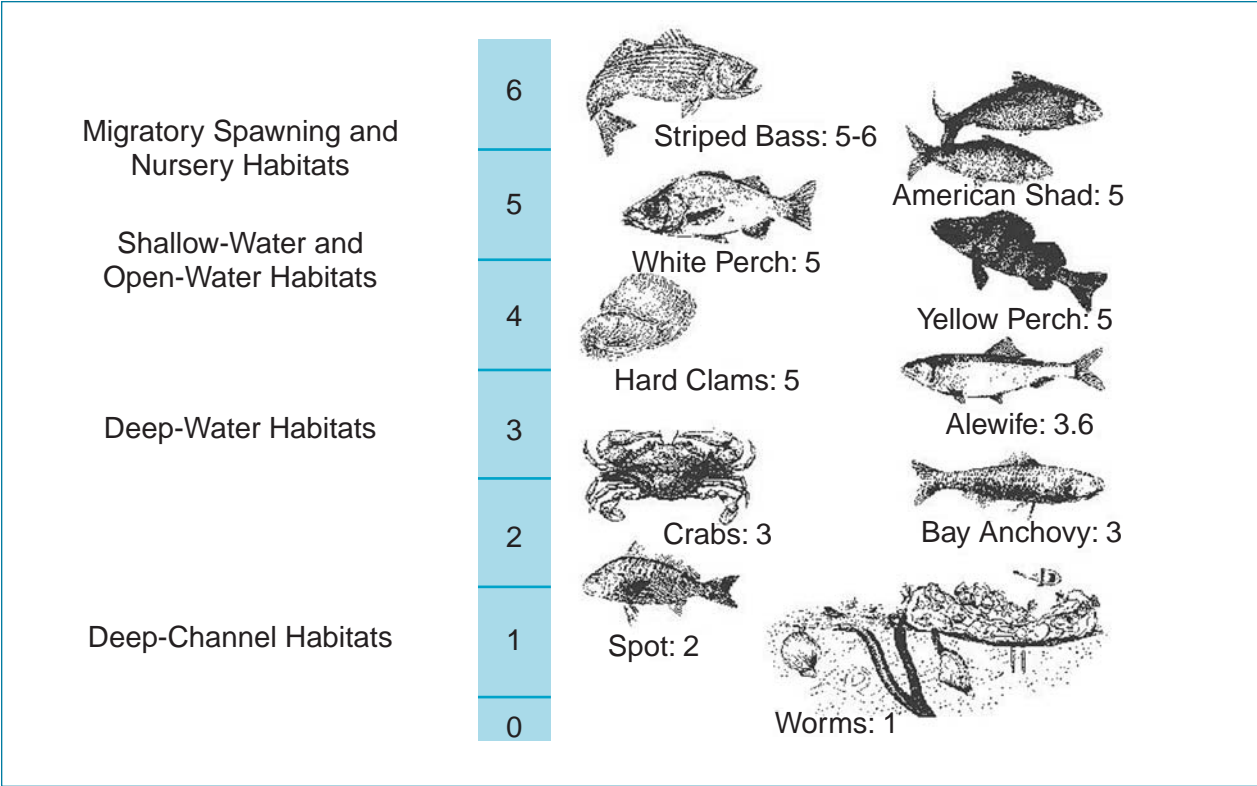 Migratory Spawning and
Nursery Habitats
Shallow-Water and
Open-Water Habitats
Deep-Water Habitats
Deep-Channel Habitats
6
5
4
3
2
1
0
Striped Bass: 5-6
American Shad: 5
White Perch: 5
Yellow Perch: 5
Hard Clams: 5
Alewife: 3.6
Crabs: 3
Bay Anchovy: 3
Spot: 2
Worms: 1